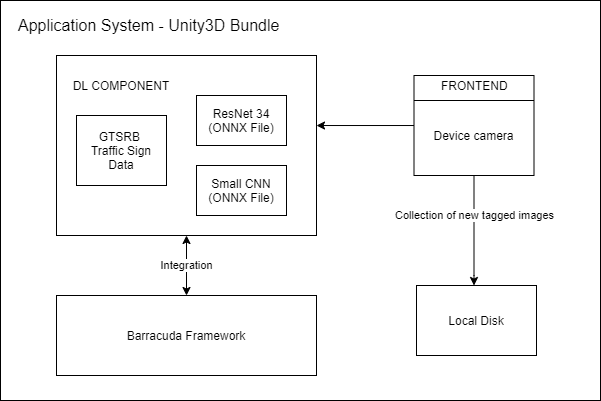 Application System - Unity3D Bundle
DL COMPONENT
GTSRB
Traffic Sign
Data
ResNet 34
(ONNX File)
Small CNN
(ONNX File)
FRONTEND
Device camera
Collection of new tagged images
Integration
Barracuda Framework
Local Disk